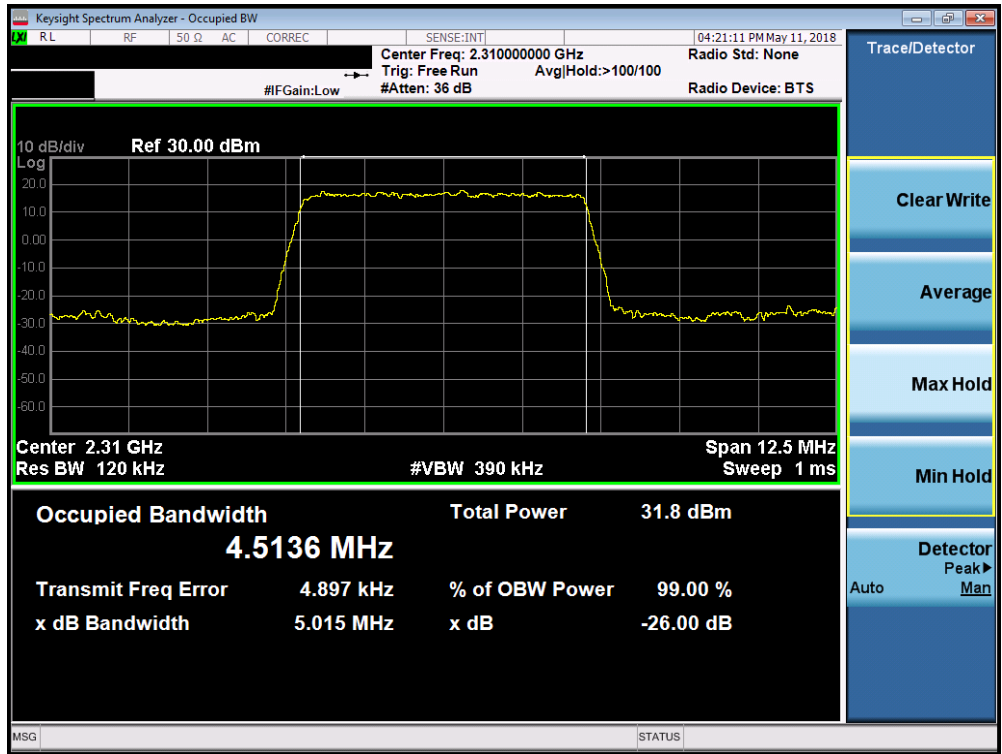 Keysight Spectrum Analyzer - Occupied BW
LXI RL RF 50 Ω AC CORREC SENSE:INT 04:21:11 PM May 11, 2018
Center Freq: 2.310000000 GHz Radio Std: None
Trig: Free Run Avg|Hold:>100/100
#IFGain:Low #Atten: 36 dB Radio Device: BTS
Trace/Detector
10 dB/div Ref 30.00 dBm
Log
20.0
10.0
0.00
-10.0
-20.0
-30.0
-40.0
-50.0
-60.0
Center 2.31 GHz Span 12.5 MHz
Res BW 120 kHz #VBW 390 kHz Sweep 1 ms
Occupied Bandwidth Total Power 31.8 dBm
4.5136 MHz
Transmit Freq Error 4.897 kHz % of OBW Power 99.00 %
x dB Bandwidth 5.015 MHz x dB -26.00 dB
Clear Write
Average
Max Hold
Min Hold
Detector
Peak▶
Auto Man
MSG STATUS